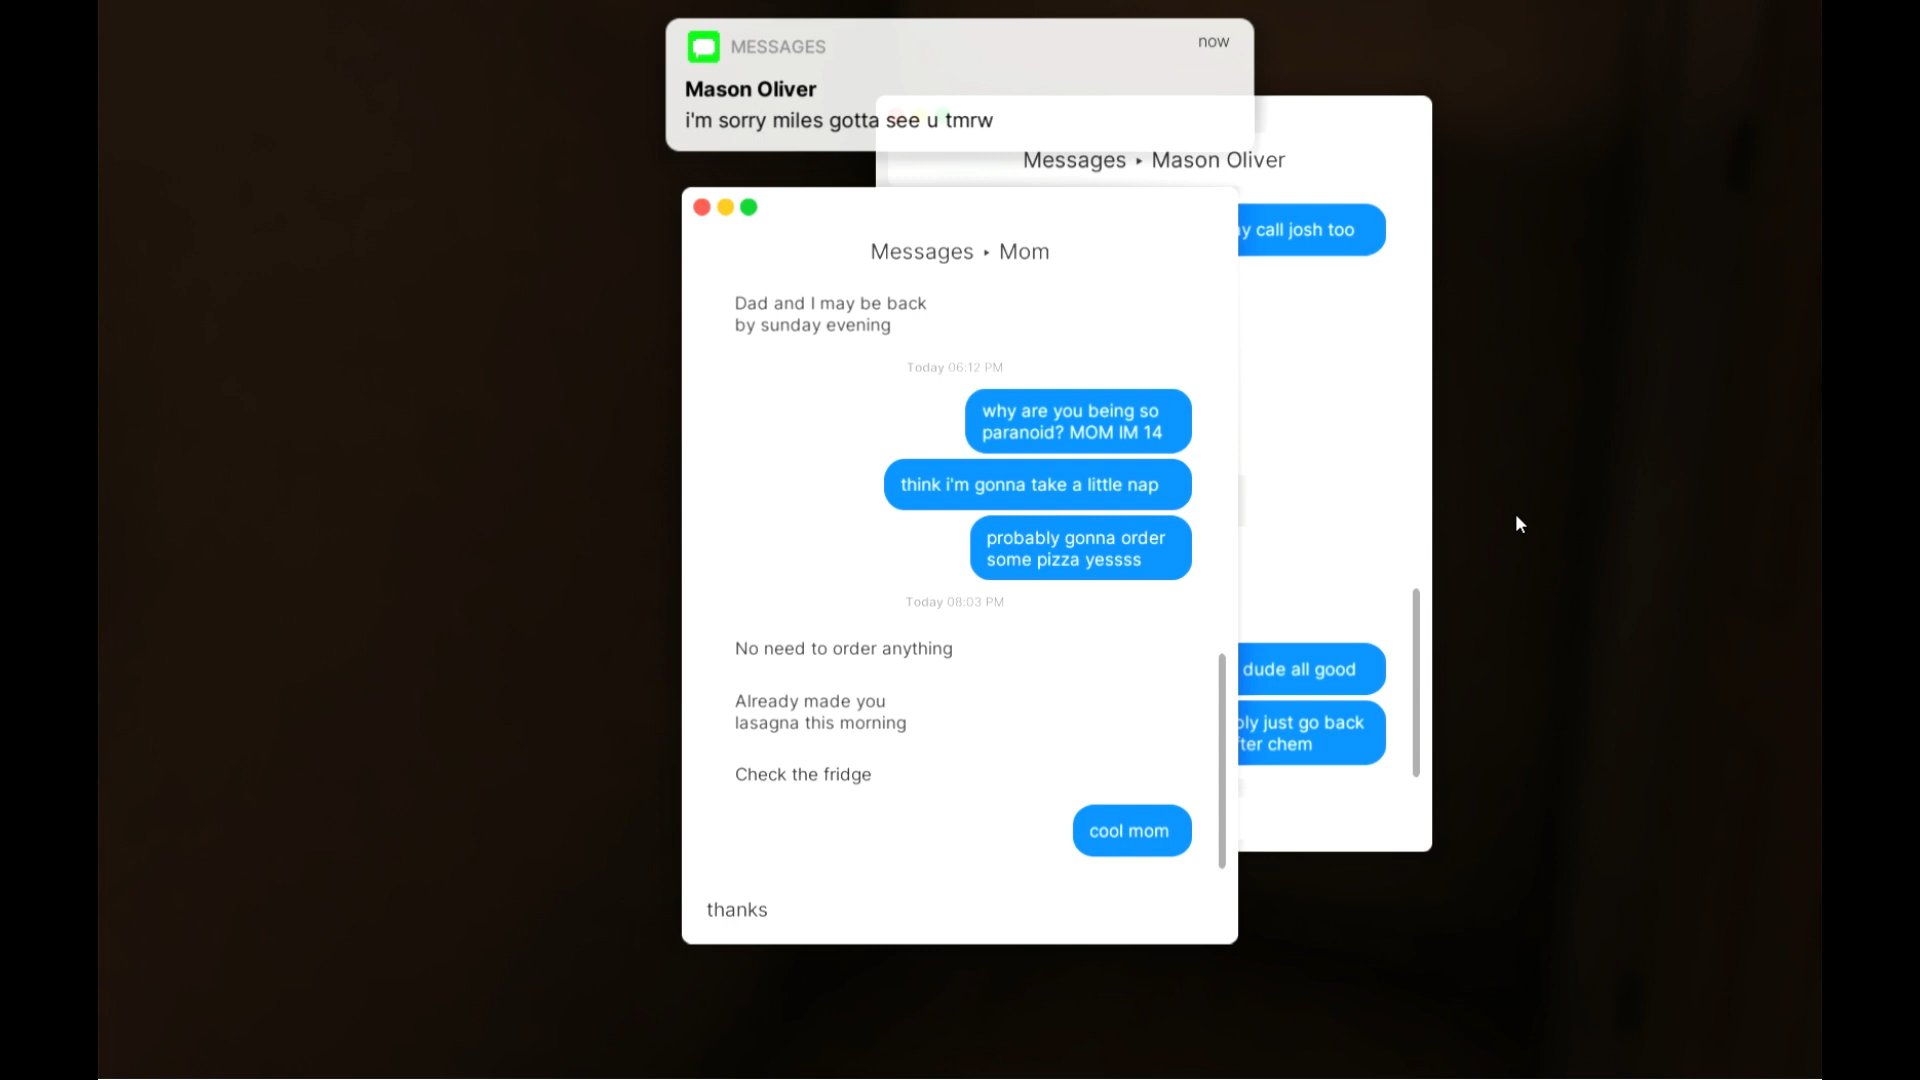 MESSAGES
now
Mason Oliver
i'm sorry miles gotta see u tmrw
Messages ‣ Mason Oliver
call josh too
dude all good
just go back
chem
Messages ‣ Mom
Dad and I may be back
by sunday evening
Today 06:12 PM
why are you being so
paranoid? MOM IM 14
think i'm gonna take a little nap
probably gonna order
some pizza yessss
Today 08:03 PM
No need to order anything
Already made you
lasagna this morning
Check the fridge
cool mom
thanks